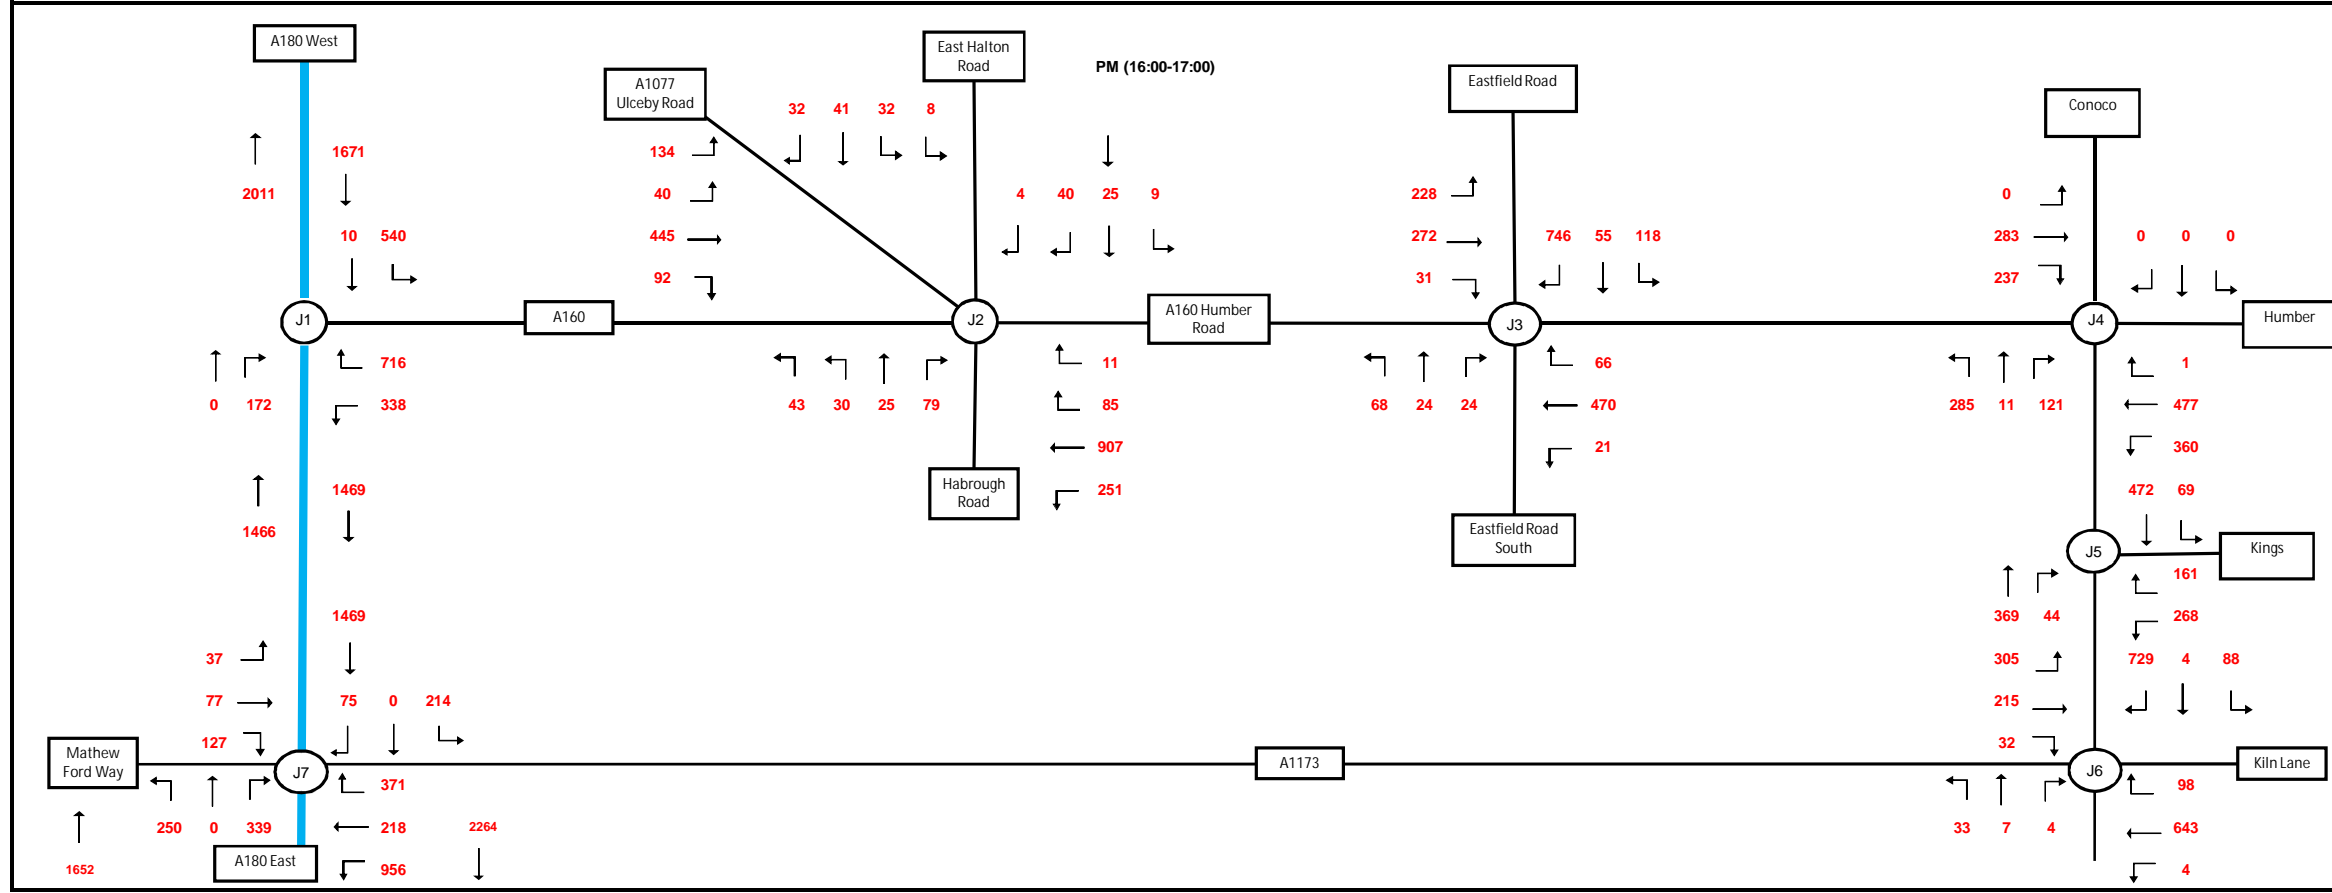 A180 West
East Halton
Road
PM (16:00-17:00)
A1077
Ulceby Road
Eastfield Road
Conoco
32 41 32 8
134
1671
2011
40
4 40 25 9
228
0
10 540
445
272
746 55 118
283
0 0 0
92
31
237
J1
A160
J2
A160 Humber
Road
J3
J4
Humber
716
11
66
1
0 172
338
43 30 25 79
85
68 24 24
470
285 11 121
477
907
21
360
1469
Habrough
Road
251
472 69
1466
Eastfield Road
South
J5
Kings
161
1469
369 44
268
37
305
729 4 88
77
75 0 214
215
127
32
Mathew
Ford Way
J7
A1173
J6
Kiln Lane
371
98
250 0 339
218
2264
33 7 4
643
A180 East
1652
956
4